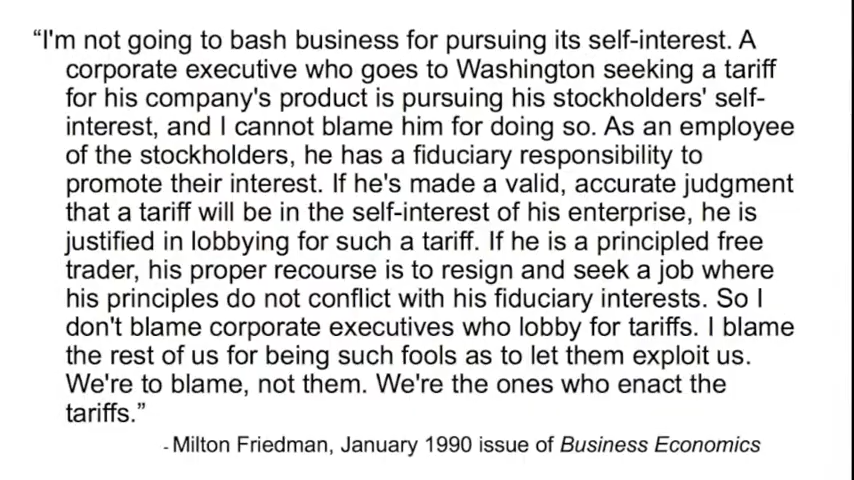 “I'm not going to bash business for pursuing its self-interest. A
corporate executive who goes to Washington seeking a tariff
for his company's product is pursuing his stockholders' self-
interest, and I cannot blame him for doing so. As an employee
of the stockholders, he has a fiduciary responsibility to
promote their interest. If he's made a valid, accurate judgment
that a tariff will be in the self-interest of his enterprise, he is
justified in lobbying for such a tariff. If he is a principled free
trader, his proper recourse is to resign and seek a job where
his principles do not conflict with his fiduciary interests. So I
don't blame corporate executives who lobby for tariffs. I blame
the rest of us for being such fools as to let them exploit us.
We're to blame, not them. We're the ones who enact the
tariffs.”
- Milton Friedman, January 1990 issue of Business Economics